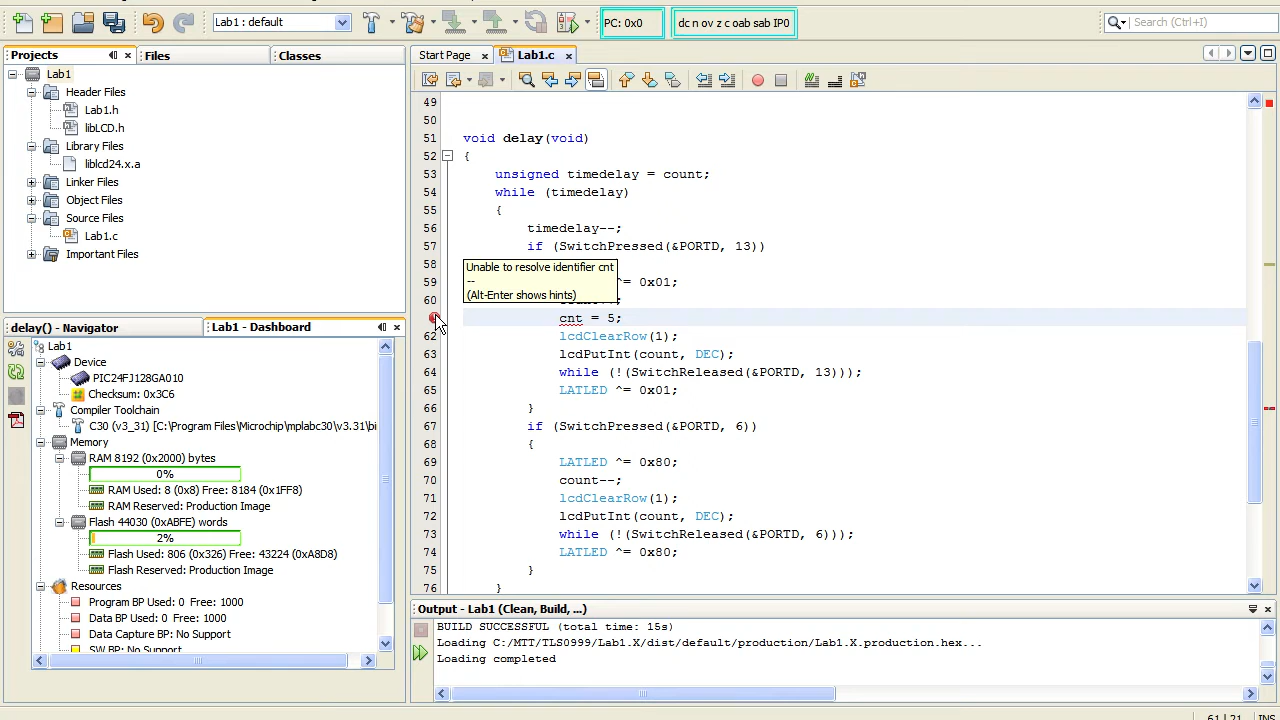 Lab1 : default
PC: 0x0
dc n ov z c oab sab IP0
Search (Ctrl+I)
Projects
Files
Classes
Lab1
Header Files
Lab1.h
libLCD.h
Library Files
liblcd24.x.a
Linker Files
Object Files
Source Files
Lab1.c
Important Files
delay() - Navigator
Lab1 - Dashboard
Lab1
Device
PIC24FJ128GA010
Checksum: 0x3C6
Compiler Toolchain
C30 (v3_31) [C:\Program Files\Microchip\mplabc30\v3.31\bi
Memory
RAM 8192 (0x2000) bytes
0%
RAM Used: 8 (0x8) Free: 8184 (0x1FF8)
RAM Reserved: Production Image
Flash 44030 (0xABFE) words
2%
Flash Used: 806 (0x326) Free: 43224 (0xA8D8)
Flash Reserved: Production Image
Resources
Program BP Used: 0 Free: 1000
Data BP Used: 0 Free: 1000
Data Capture BP: No Support
SW BP: No Support
Start Page
Lab1.c
49
50
51 void delay(void)
52 {
53 unsigned timedelay = count;
54 while (timedelay)
55 {
56 timedelay--;
57 if (SwitchPressed(&PORTD, 13))
58
Unable to resolve identifier cnt
--
(Alt-Enter shows hints)
59 ^= 0x01;
60
cnt = 5;
62 lcdClearRow(1);
63 lcdPutInt(count, DEC);
64 while (!(SwitchReleased(&PORTD, 13)));
65 LATLED ^= 0x01;
66 }
67 if (SwitchPressed(&PORTD, 6))
68 {
69 LATLED ^= 0x80;
70 count--;
71 lcdClearRow(1);
72 lcdPutInt(count, DEC);
73 while (!(SwitchReleased(&PORTD, 6)));
74 LATLED ^= 0x80;
75 }
76 }
Output - Lab1 (Clean, Build, ...)
BUILD SUCCESSFUL (total time: 15s)
Loading C:/MTT/TLS0999/Lab1.X/dist/default/production/Lab1.X.production.hex...
Loading completed